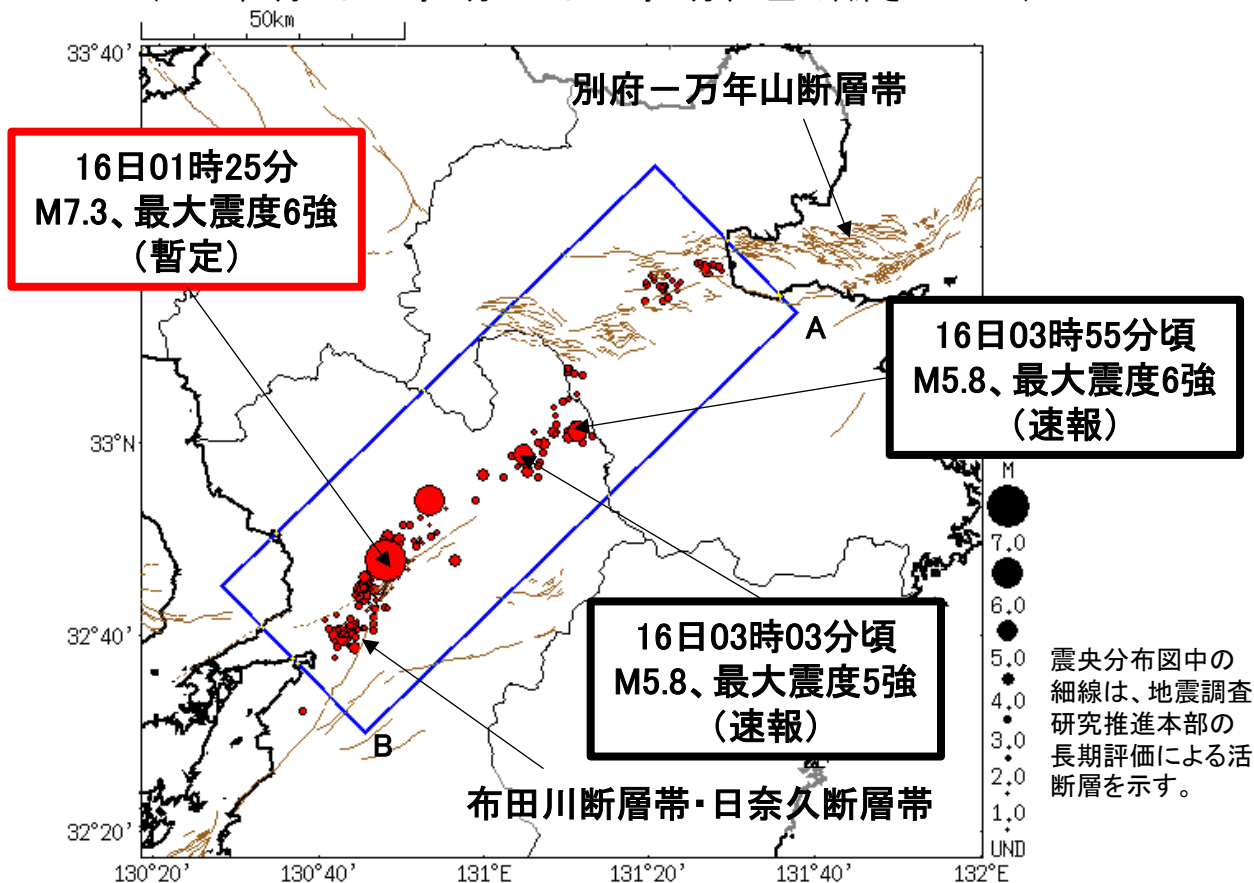 50km
33°40'
別府－万年山断層帯
16日01時25分
M7.3、最大震度6強
（暫定）
A
16日03時55分頃
M5.8、最大震度6強
（速報）
33°N
M
7.0
6.0
5.0
4.0
3.0
2.0
1.0
UND
32°40'
16日03時03分頃
M5.8、最大震度5強
（速報）
震央分布図中の
細線は、地震調査
研究推進本部の
長期評価による活
断層を示す。
B
布田川断層帯・日奈久断層帯
32°20'
130°20'
130°40'
131°E
131°20'
131°40'
132°E